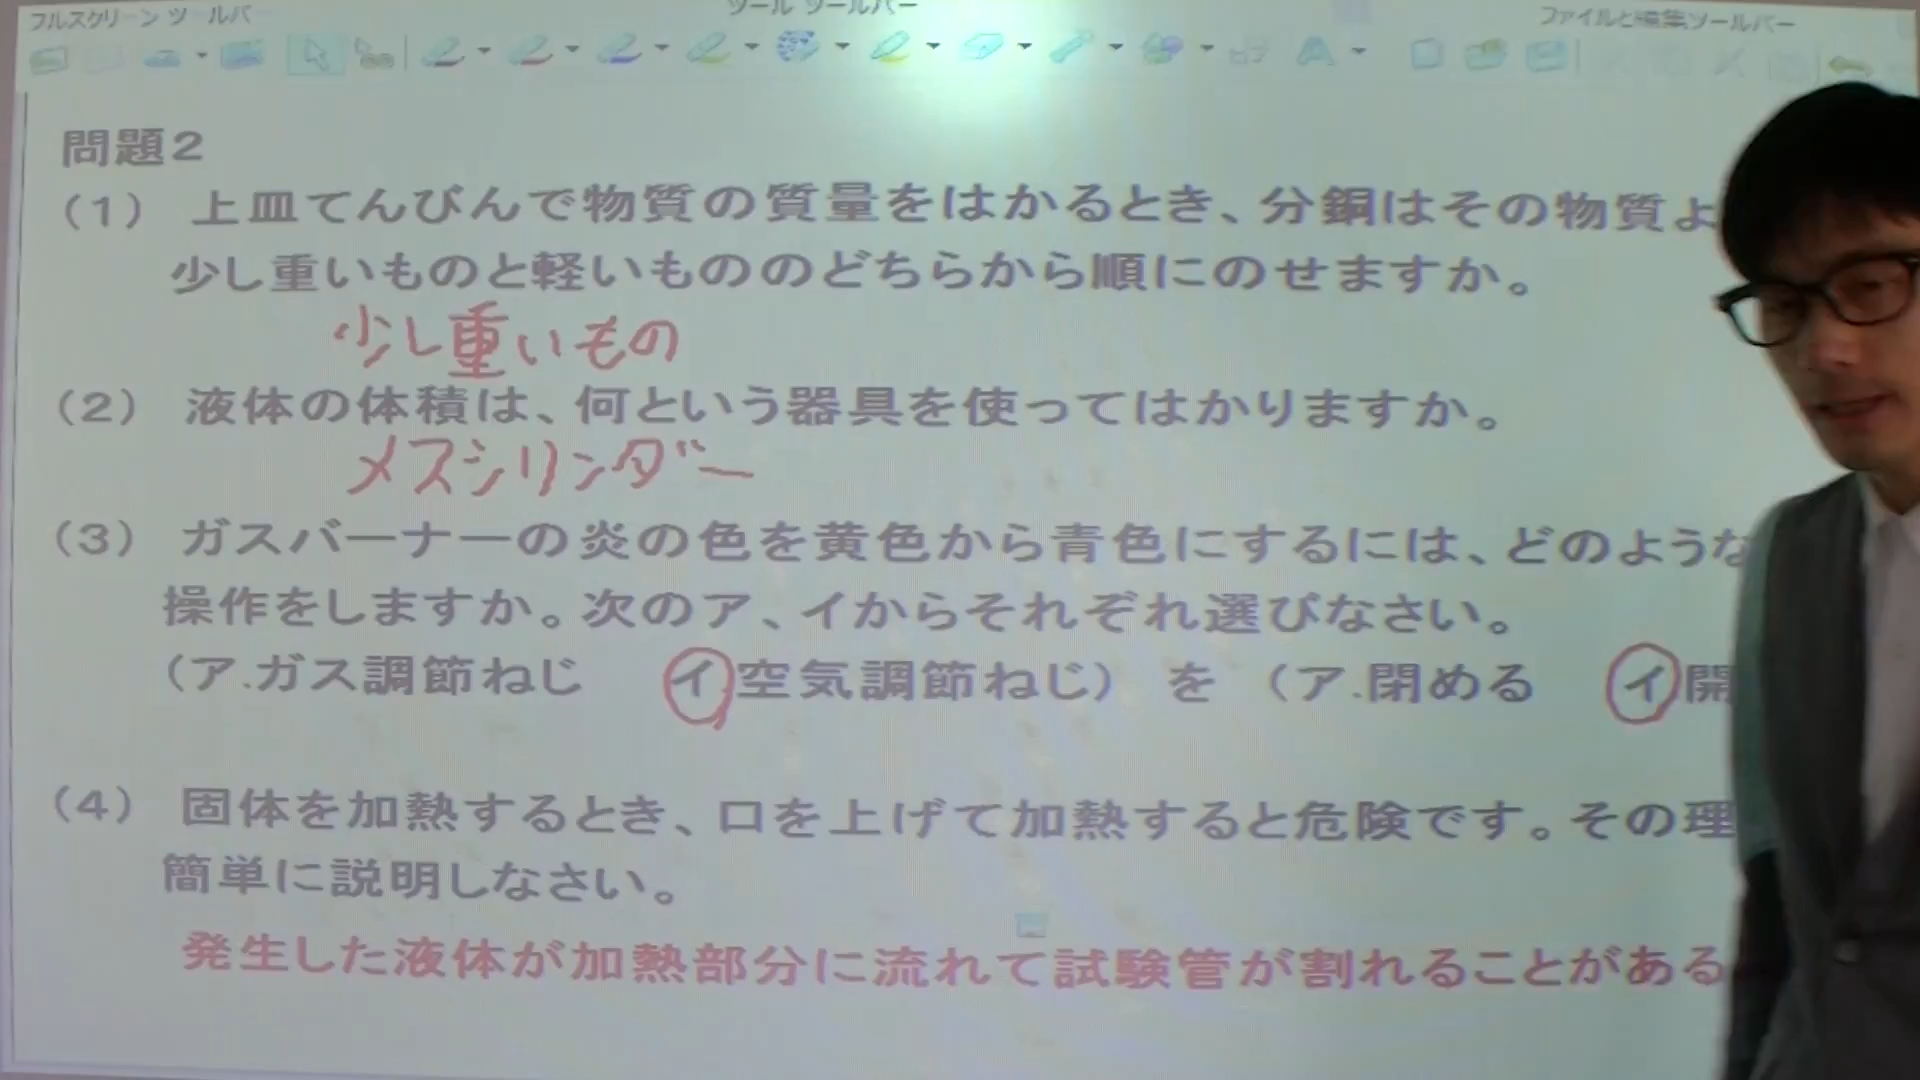 フルスクリーン ツールバ
ツール ツールバー
ファイルと編集ツールバー
問題2
(1) 上皿てんびんで物質の質量をはかるとき、分銅はその物質よ
少し重いものと軽いもののどちらから順にのせますか。
少し重いもの
(2) 液体の体積は、何という器具を使ってはかりますか。
メスシリンダー
(3) ガスバーナーの炎の色を黄色から青色にするには、どのような
操作をしますか。次のア、イからそれぞれ選びなさい。
(ア.ガス調節ねじ イ.空気調節ねじ) を (ア.閉める イ 開
(4) 固体を加熱するとき、口を上げて加熱すると危険です。その理
簡単に説明しなさい。
発生した液体が加熱部分に流れて試験管が割れることがある